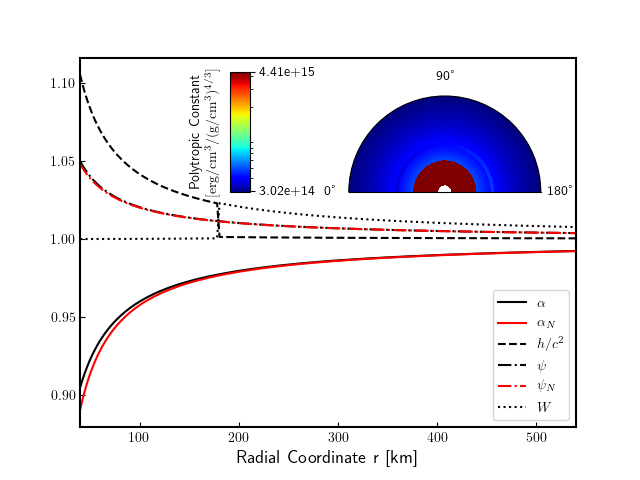 1.10
1.05
1.00
0.95
0.90
100
200
300
400
500
Radial Coordinate r [km]
Polytropic Constant
[erg/cm³/(g/cm³)^{4/3}]
4.41e+15
3.02e+14
90°
0°
180°
α
α_N
h/c²
ψ
ψ_N
W